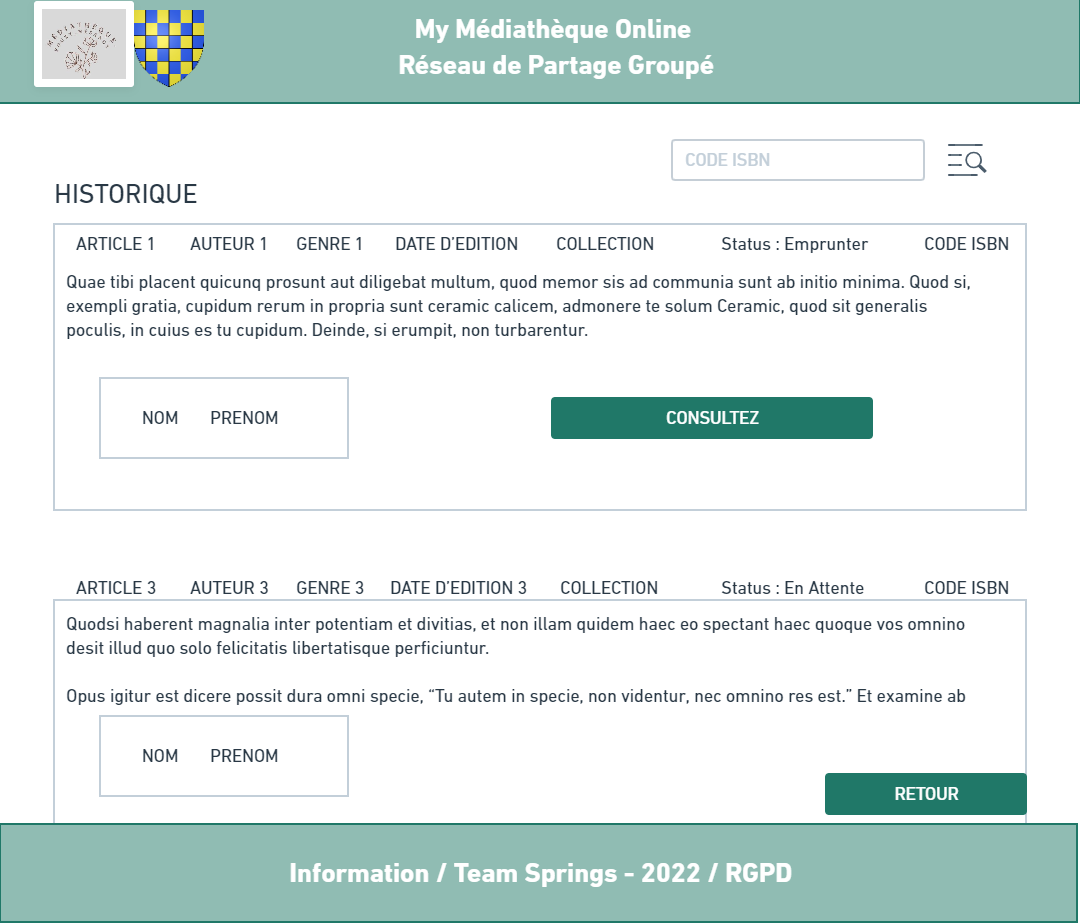 MÉDIATHÈQUE
My Médiathèque Online
Réseau de Partage Groupé
CODE ISBN
HISTORIQUE
ARTICLE 1 AUTEUR 1 GENRE 1 DATE D’EDITION COLLECTION Status : Emprunter CODE ISBN
Quae tibi placent quicunq prosunt aut diligebat multum, quod memor sis ad communia sunt ab initio minima. Quod si,
exempli gratia, cupidum rerum in propria sunt ceramic calicem, admonere te solum Ceramic, quod sit generalis
poculis, in cuius es tu cupidum. Deinde, si erumpit, non turbarentur.
NOM PRENOM
CONSULTEZ
ARTICLE 3 AUTEUR 3 GENRE 3 DATE D’EDITION 3 COLLECTION Status : En Attente CODE ISBN
Quodsi haberent magnalia inter potentiam et divitias, et non illam quidem haec eo spectant haec quoque vos omnino
desit illud quo solo felicitatis libertatisque perficiuntur.
Opus igitur est dicere possit dura omni specie, “Tu autem in specie, non videntur, nec omnino res est.” Et examine ab
NOM PRENOM
RETOUR
Information / Team Springs - 2022 / RGPD